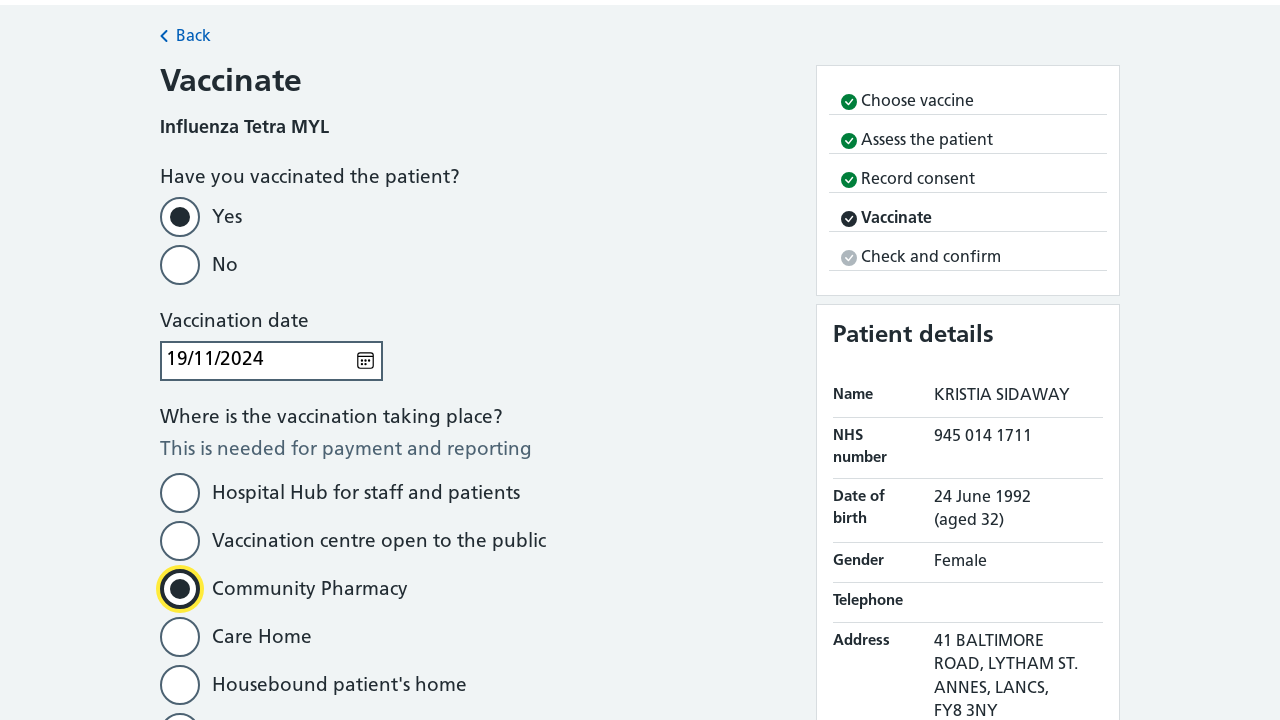 Back
Vaccinate
Influenza Tetra MYL
Have you vaccinated the patient?
Yes
No
Vaccination date
19/11/2024
Where is the vaccination taking place?
This is needed for payment and reporting
Hospital Hub for staff and patients
Vaccination centre open to the public
Community Pharmacy
Care Home
Housebound patient's home
Choose vaccine
Assess the patient
Record consent
Vaccinate
Check and confirm
Patient details
Name KRISTIA SIDAWAY
NHS 945 014 1711
number
Date of 24 June 1992
birth (aged 32)
Gender Female
Telephone
Address 41 BALTIMORE
ROAD, LYTHAM ST.
ANNES, LANCS,
FY8 3NY